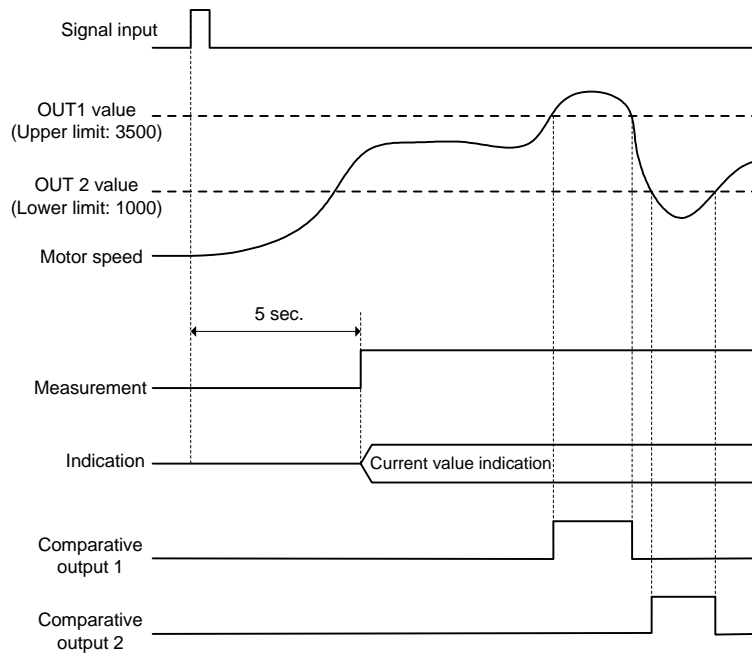 Signal input
OUT1 value
(Upper limit: 3500)
OUT 2 value
(Lower limit: 1000)
Motor speed
5 sec.
Measurement
Indication
Current value indication
Comparative
output 1
Comparative
output 2